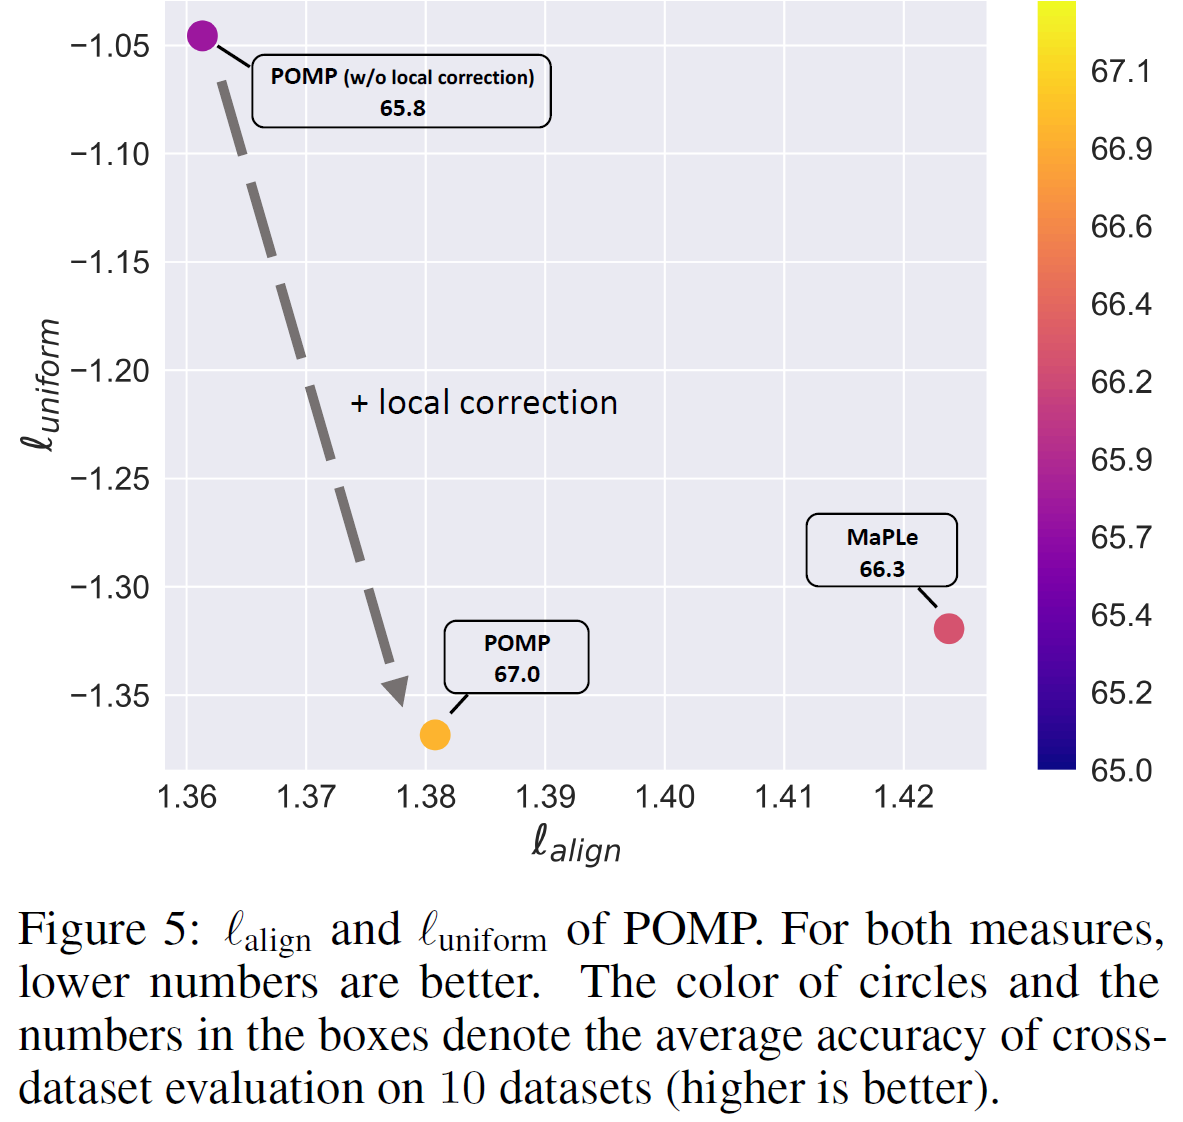 −1.05
−1.10
−1.15
−1.20
−1.25
−1.30
−1.35
ℓuniform
POMP (w/o local correction)
65.8
+ local correction
MaPLe
66.3
POMP
67.0
1.36 1.37 1.38 1.39 1.40 1.41 1.42
ℓalign
67.1
66.9
66.6
66.4
66.2
65.9
65.7
65.4
65.2
65.0
Figure 5: ℓalign and ℓuniform of POMP. For both measures,
lower numbers are better. The color of circles and the
numbers in the boxes denote the average accuracy of cross-
dataset evaluation on 10 datasets (higher is better).